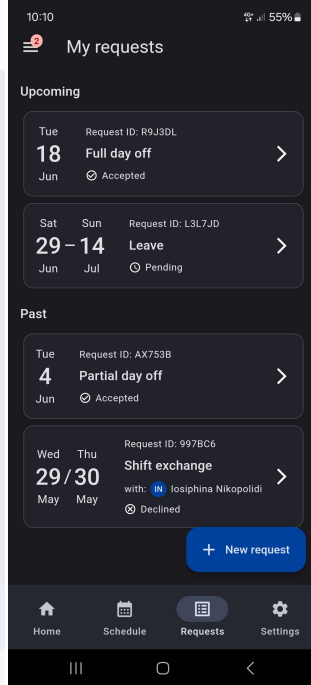 10:10
55%
2
My requests
Upcoming
Tue
18
Jun
Request ID: R9J3DL
Full day off
Accepted
Sat Sun
29 – 14
Jun Jul
Request ID: L3L7JD
Leave
Pending
Past
Tue
4
Jun
Request ID: AX753B
Partial day off
Accepted
Wed Thu
29 / 30
May May
Request ID: 997BC6
Shift exchange
with: IN Iosiphina Nikopolidi
Declined
+ New request
Home Schedule Requests Settings